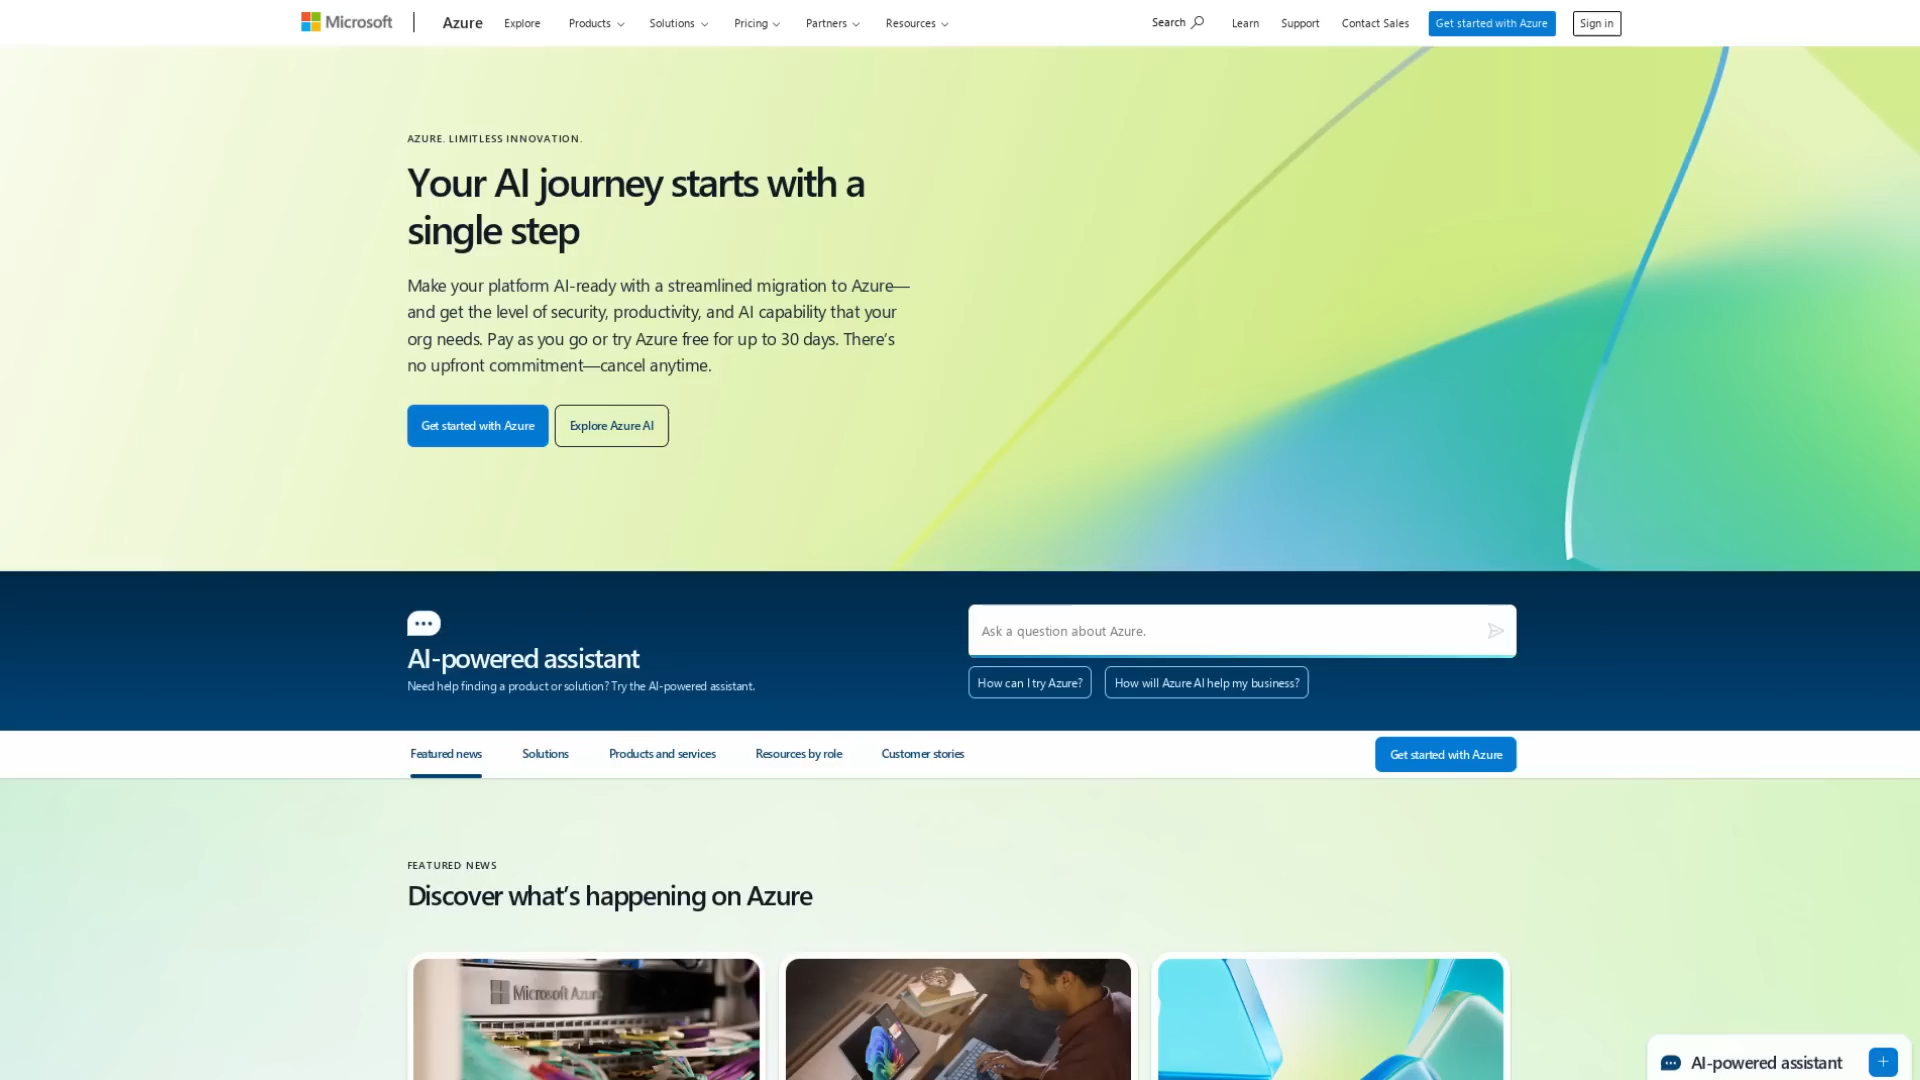 Microsoft
Azure
Explore
Products
Solutions
Pricing
Partners
Resources
Search
Learn
Support
Contact Sales
Get started with Azure
Sign in
AZURE. LIMITLESS INNOVATION.
Your AI journey starts with a
single step
Make your platform AI-ready with a streamlined migration to Azure—
and get the level of security, productivity, and AI capability that your
org needs. Pay as you go or try Azure free for up to 30 days. There’s
no upfront commitment—cancel anytime.
Get started with Azure
Explore Azure AI
AI-powered assistant
Need help finding a product or solution? Try the AI-powered assistant.
Ask a question about Azure.
How can I try Azure?
How will Azure AI help my business?
Featured news
Solutions
Products and services
Resources by role
Customer stories
Get started with Azure
FEATURED NEWS
Discover what’s happening on Azure
Microsoft Azure
AI-powered assistant